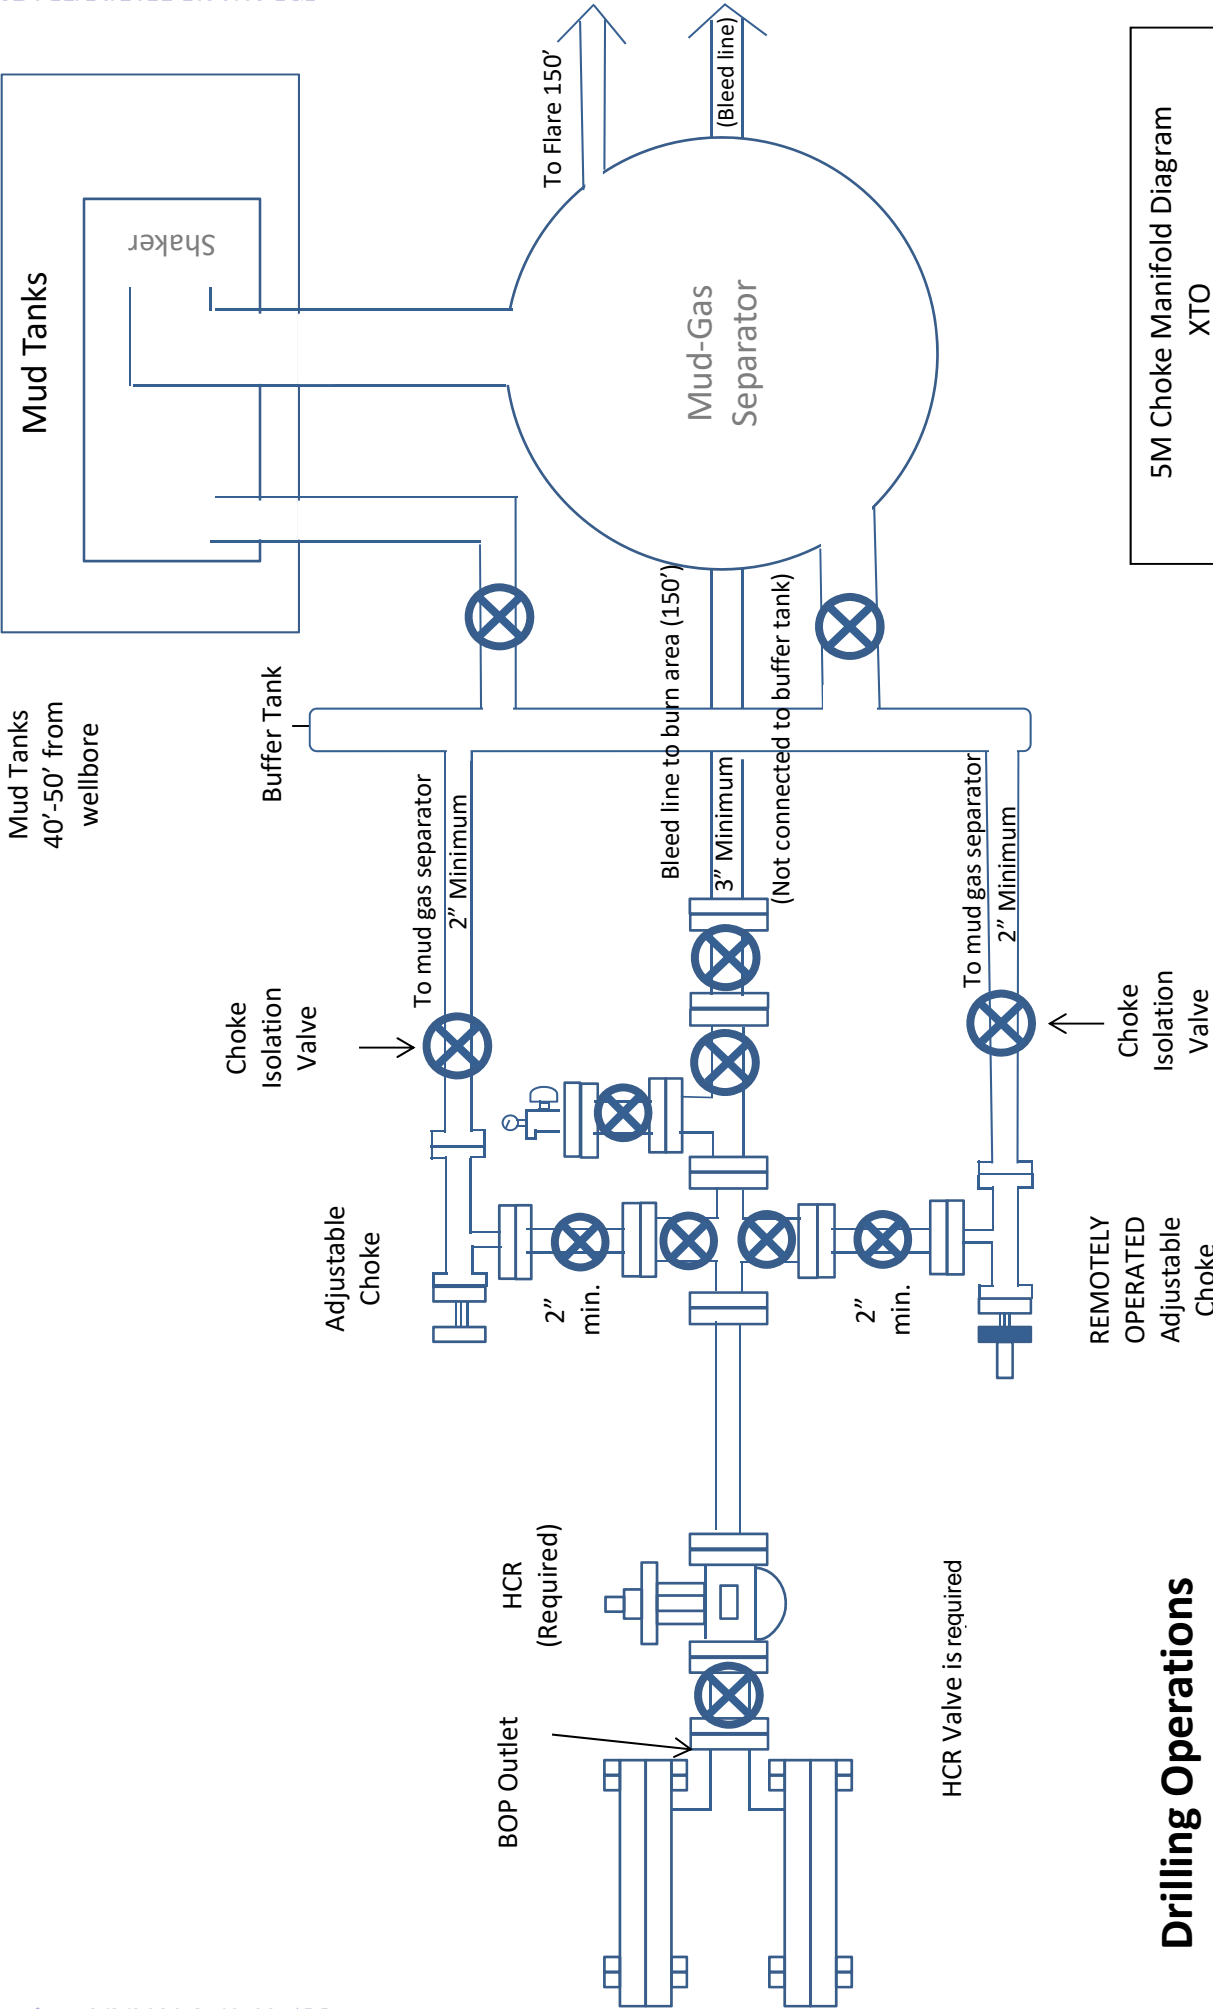 Drilling Operations
5M Choke Manifold Diagram
XTO
Mud Tanks
40’-50’ from
wellbore
Mud Tanks
Shaker
Buffer Tank
Choke
Isolation
Valve
Adjustable
Choke
To mud gas separator
2” Minimum
To Flare 150’
(Bleed line)
Mud-Gas
Separator
HCR
(Required)
BOP Outlet
2”
min.
Bleed line to burn area (150’)
3” Minimum
(Not connected to buffer tank)
2”
min.
HCR Valve is required
To mud gas separator
2” Minimum
REMOTELY
OPERATED
Adjustable
Choke
Choke
Isolation
Valve